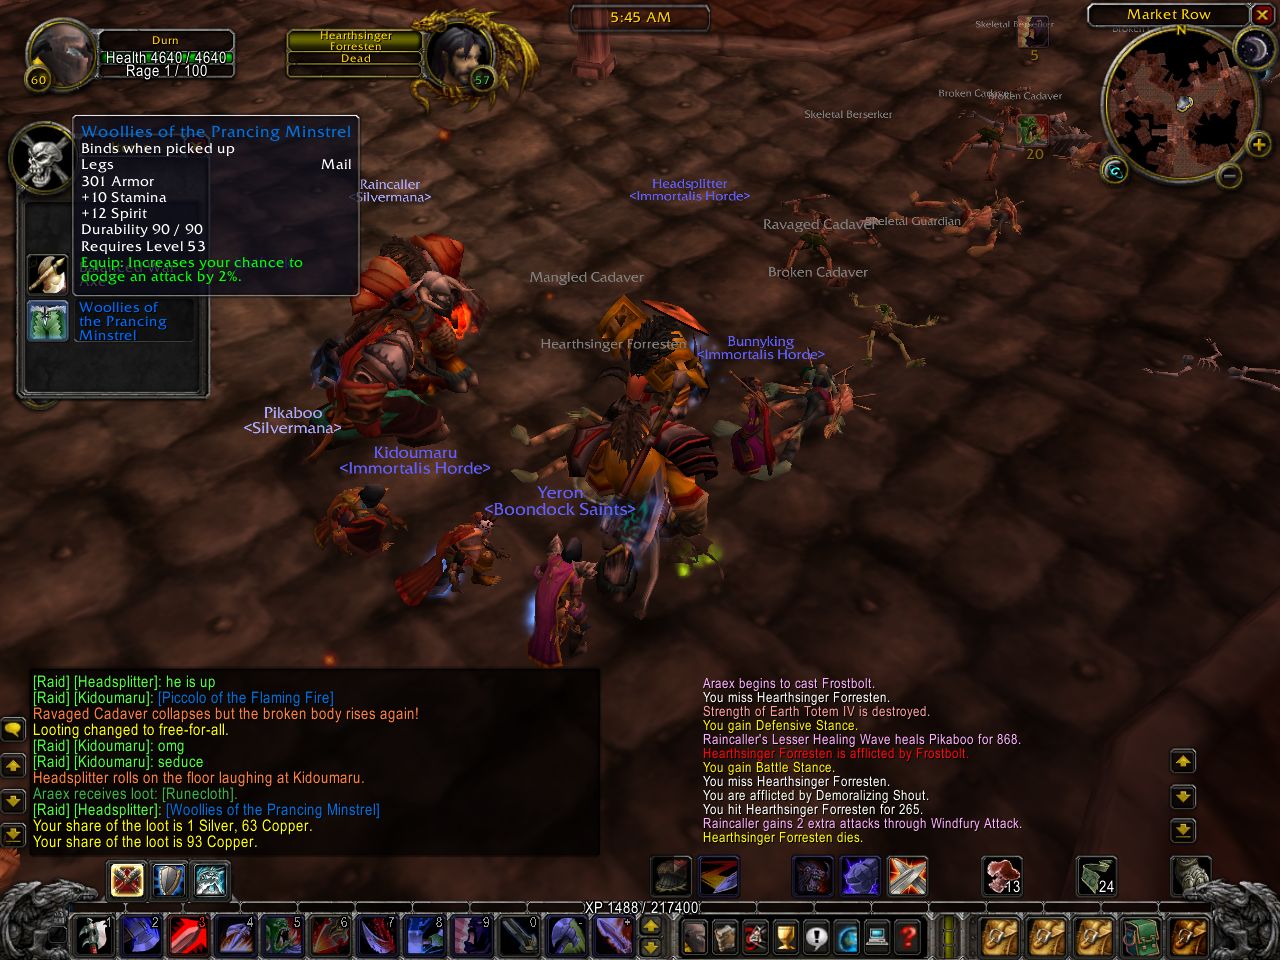 5:45 AM
Market Row
Durn
Health 4640 / 4640
Rage 1 / 100
60
Hearthsinger
Forresten
Dead
57
N
Skeletal Berserker
5
Broken Cadaver
Broken Cadaver
Skeletal Berserker
20
Woollies of the Prancing Minstrel
Binds when picked up
Legs Mail
301 Armor
+10 Stamina
+12 Spirit
Durability 90 / 90
Requires Level 53
Equip: Increases your chance to
dodge an attack by 2%.
Woollies of
the Prancing
Minstrel
Raincaller
<Silvermana>
Headsplitter
<Immortalis Horde>
Ravaged Cadaver
Skeletal Guardian
Mangled Cadaver
Broken Cadaver
Hearthsinger Forresten
Bunnyking
<Immortalis Horde>
Pikaboo
<Silvermana>
Kidoumaru
<Immortalis Horde>
Yeron
<Boondock Saints>
[Raid] [Headsplitter]: he is up
[Raid] [Kidoumaru]: [Piccolo of the Flaming Fire]
Ravaged Cadaver collapses but the broken body rises again!
Looting changed to free-for-all.
[Raid] [Kidoumaru]: omg
[Raid] [Kidoumaru]: seduce
Headsplitter rolls on the floor laughing at Kidoumaru.
Araex receives loot: [Runecloth].
[Raid] [Headsplitter]: [Woollies of the Prancing Minstrel]
Your share of the loot is 1 Silver, 63 Copper.
Your share of the loot is 93 Copper.
Araex begins to cast Frostbolt.
You miss Hearthsinger Forresten.
Strength of Earth Totem IV is destroyed.
You gain Defensive Stance.
Raincaller's Lesser Healing Wave heals Pikaboo for 868.
Hearthsinger Forresten is afflicted by Frostbolt.
You gain Battle Stance.
You miss Hearthsinger Forresten.
You are afflicted by Demoralizing Shout.
You hit Hearthsinger Forresten for 265.
Raincaller gains 2 extra attacks through Windfury Attack.
Hearthsinger Forresten dies.
13
24
XP 1488 / 217400
1 2 3 4 5 6 7 8 9 0 - +